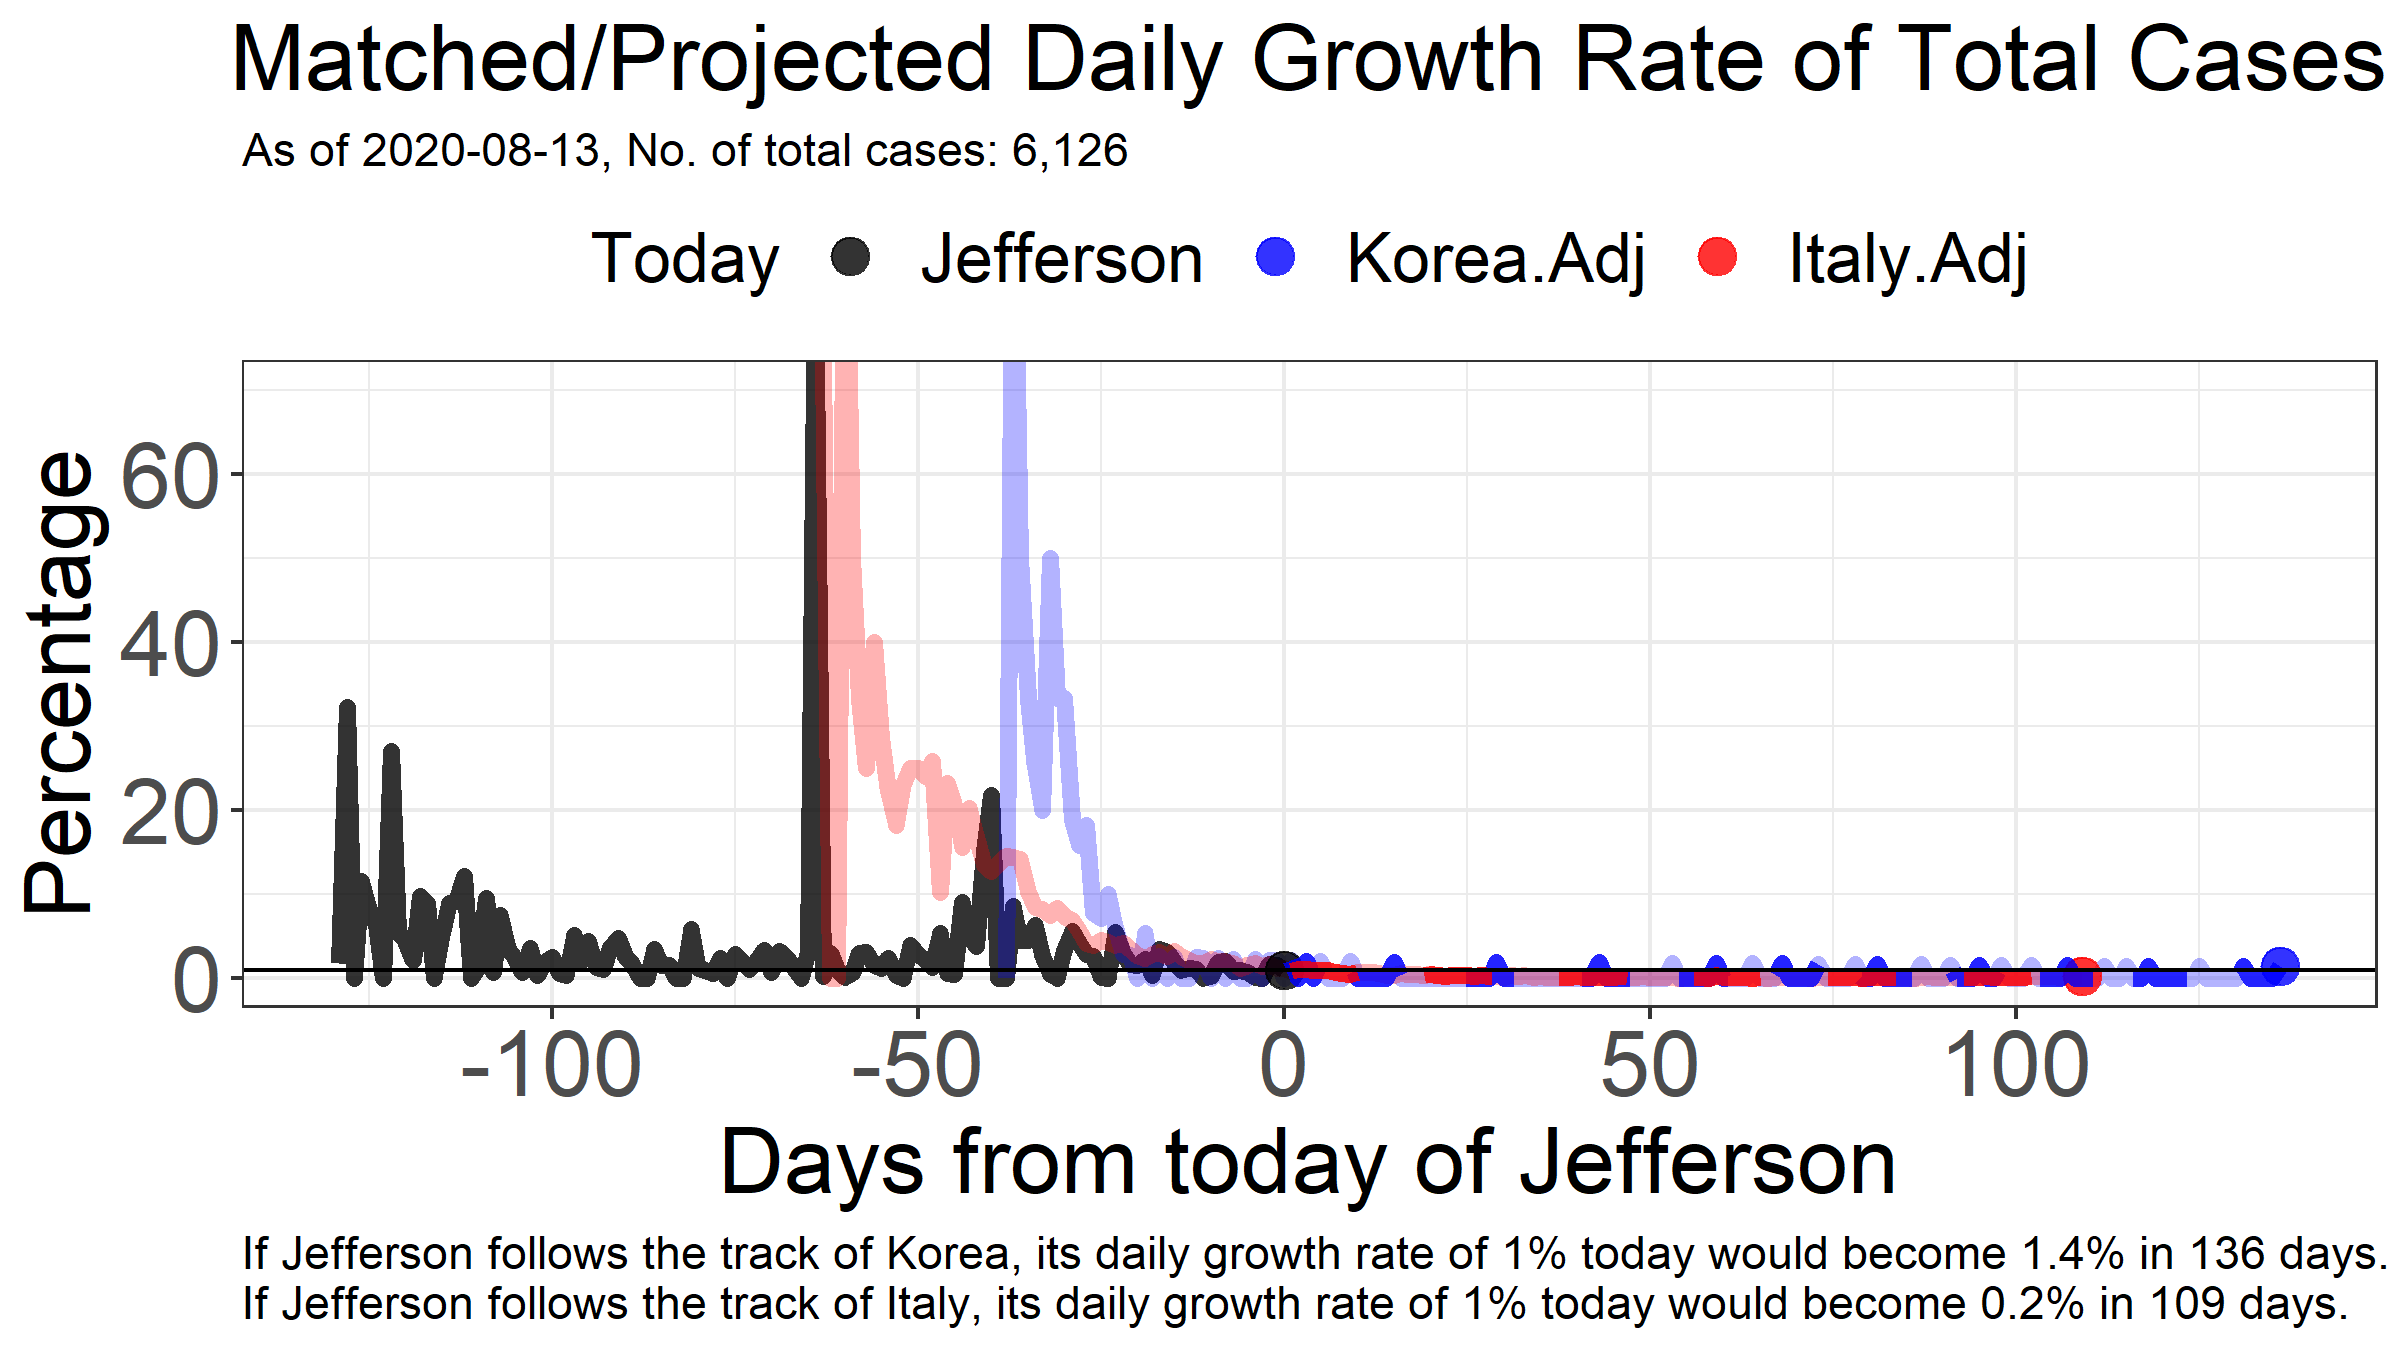 Matched/Projected Daily Growth Rate of Total Cases
As of 2020-08-13, No. of total cases: 6,126
Today Jefferson Korea.Adj Italy.Adj
Percentage
60
40
20
0
-100 -50 0 50 100
Days from today of Jefferson
If Jefferson follows the track of Korea, its daily growth rate of 1% today would become 1.4% in 136 days.
If Jefferson follows the track of Italy, its daily growth rate of 1% today would become 0.2% in 109 days.